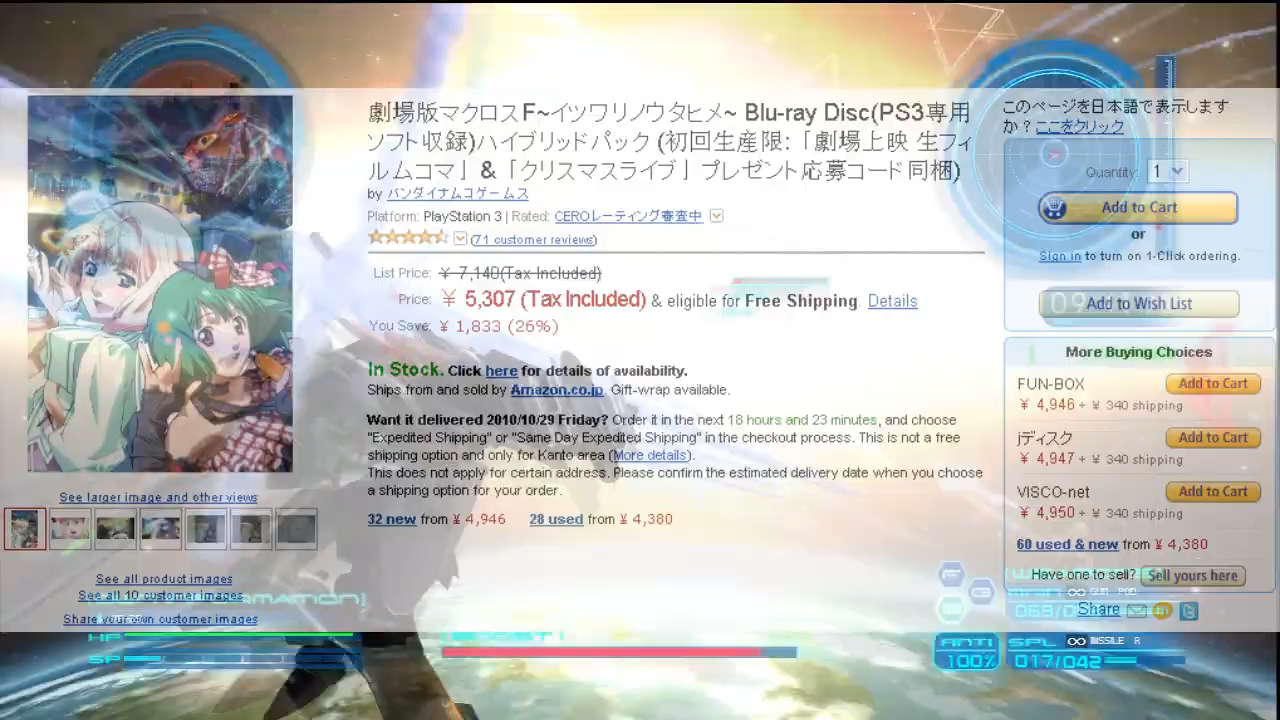 劇場版マクロスF~イツワリノウタヒメ~ Blu-ray Disc(PS3専用
ソフト収録)ハイブリッドパック (初回生産限:「劇場上映 生フィ
ルムコマ」&「クリスマスライブ」プレゼント応募コード同梱)
by バンダイナムコゲームス
Platform: PlayStation 3 | Rated: CEROレーティング審査中
(71 customer reviews)
List Price: ¥ 7,140(Tax Included)
Price: ¥ 5,307 (Tax Included) & eligible for Free Shipping. Details
You Save: ¥ 1,833 (26%)
In Stock. Click here for details of availability.
Ships from and sold by Amazon.co.jp. Gift-wrap available.
Want it delivered 2010/10/29 Friday? Order it in the next 18 hours and 23 minutes, and choose
"Expedited Shipping" or "Same Day Expedited Shipping" in the checkout process. This is not a free
shipping option and only for Kanto area (More details).
This does not apply for certain address. Please confirm the estimated delivery date when you choose
a shipping option for your order.
32 new from ¥ 4,946 28 used from ¥ 4,380
See larger image and other views
See all product images
See all 10 customer images
Share your own customer images
このページを日本語で表示します
か？ここをクリック
Quantity: 1
Add to Cart
or
Sign in to turn on 1-Click ordering.
Add to Wish List
More Buying Choices
FUN-BOX Add to Cart
¥ 4,946 + ¥ 340 shipping
jディスク Add to Cart
¥ 4,947 + ¥ 340 shipping
VISCO-net Add to Cart
¥ 4,950 + ¥ 340 shipping
60 used & new from ¥ 4,380
Have one to sell? Sell yours here
Share
HP
SP
GUN POD
ANTI
100%
SPL ∞ MISSILE R
017/042